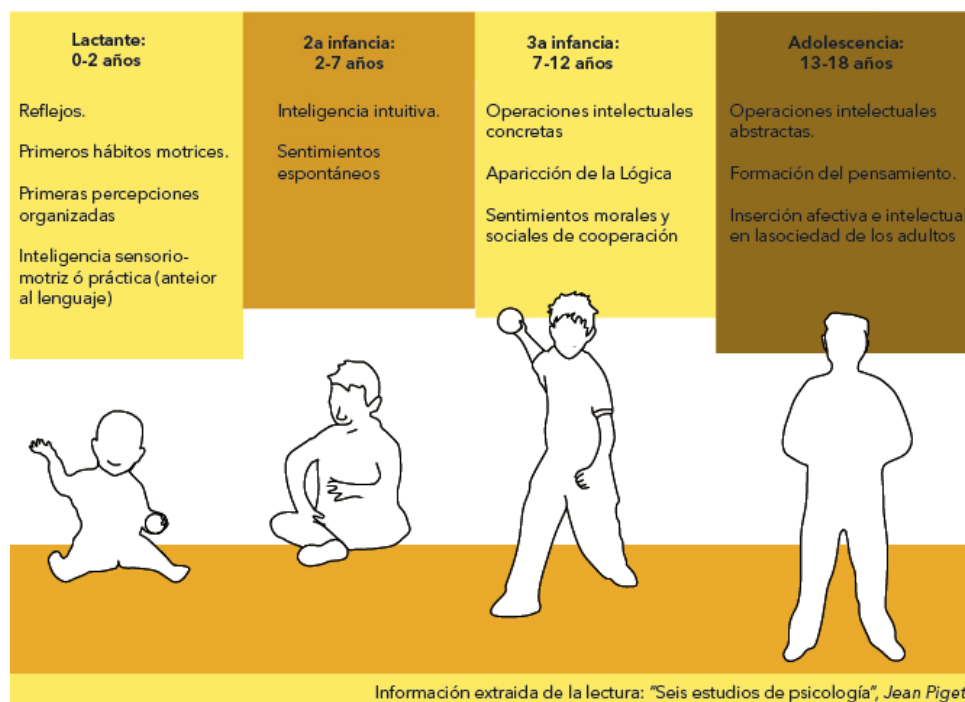 Lactante:
0-2 años
Reflejos.
Primeros hábitos motrices.
Primeras percepciones
organizadas
Inteligencia sensorio-
motriz ó práctica (anteior
al lenguaje)
2a infancia:
2-7 años
Inteligencia intuitiva.
Sentimientos
espontáneos
3a infancia:
7-12 años
Operaciones intelectuales
concretas
Aparicción de la Lógica
Sentimientos morales y
sociales de cooperación
Adolescencia:
13-18 años
Operaciones intelectuales
abstractas.
Formación del pensamiento.
Inserción afectiva e intelectual
en lasociedad de los adultos
Información extraida de la lectura: “Seis estudios de psicología”, Jean Piget